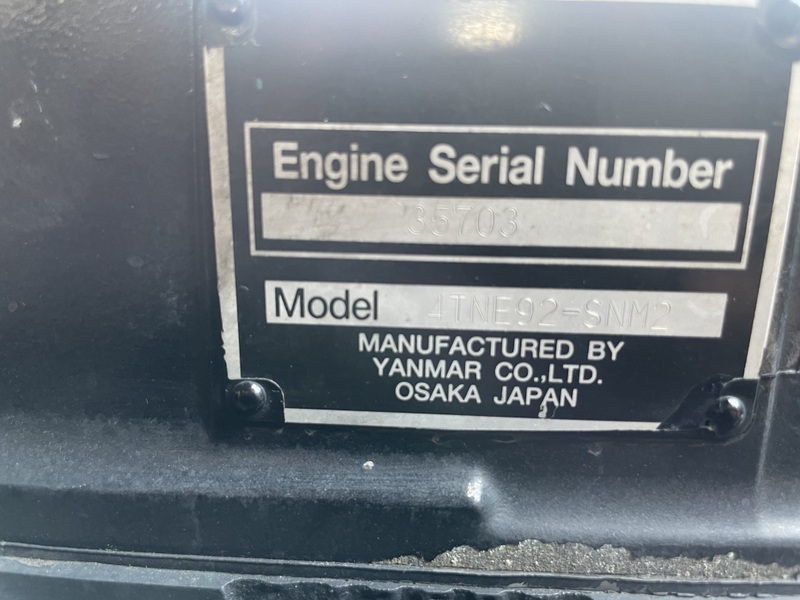 Engine Serial Number
35703
Model 4TNE92-SNM2
MANUFACTURED BY
YANMAR CO.,LTD.
OSAKA JAPAN